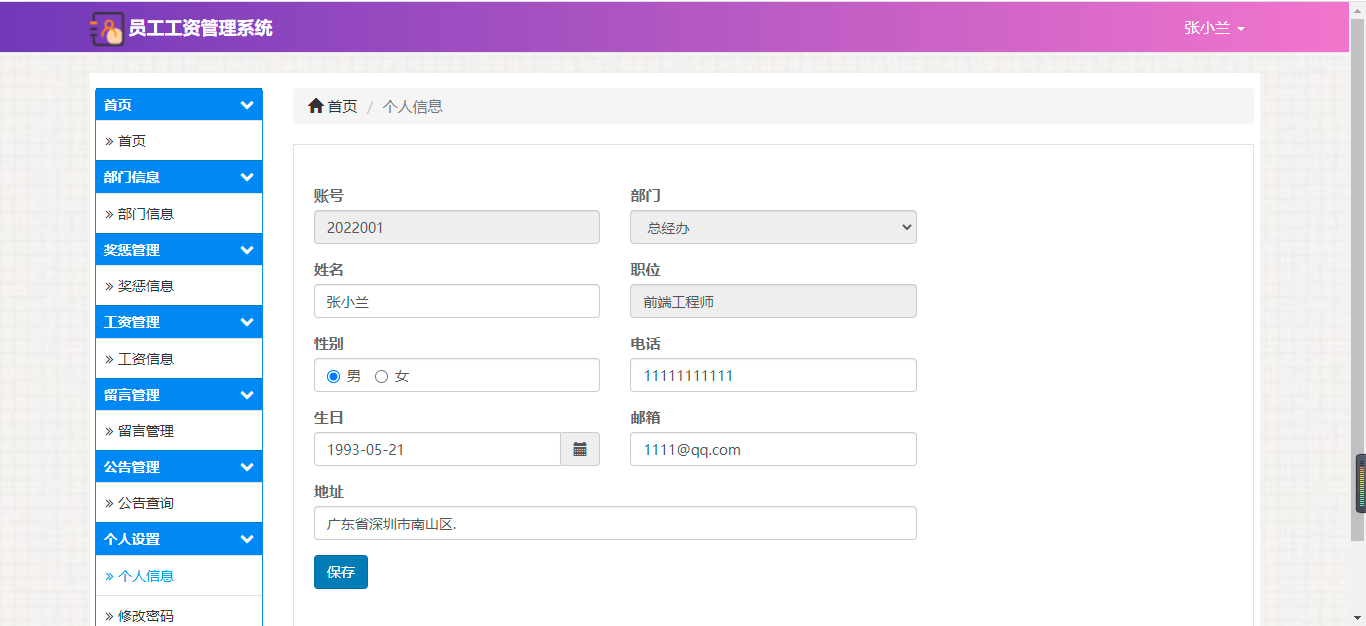 员工工资管理系统
张小兰
首页
» 首页
部门信息
» 部门信息
奖惩管理
» 奖惩信息
工资管理
» 工资信息
留言管理
» 留言管理
公告管理
» 公告查询
个人设置
» 个人信息
» 修改密码
首页 / 个人信息
账号
2022001
部门
总经办
姓名
张小兰
职位
前端工程师
性别
男 女
电话
11111111111
生日
1993-05-21
邮箱
1111@qq.com
地址
广东省深圳市南山区.
保存